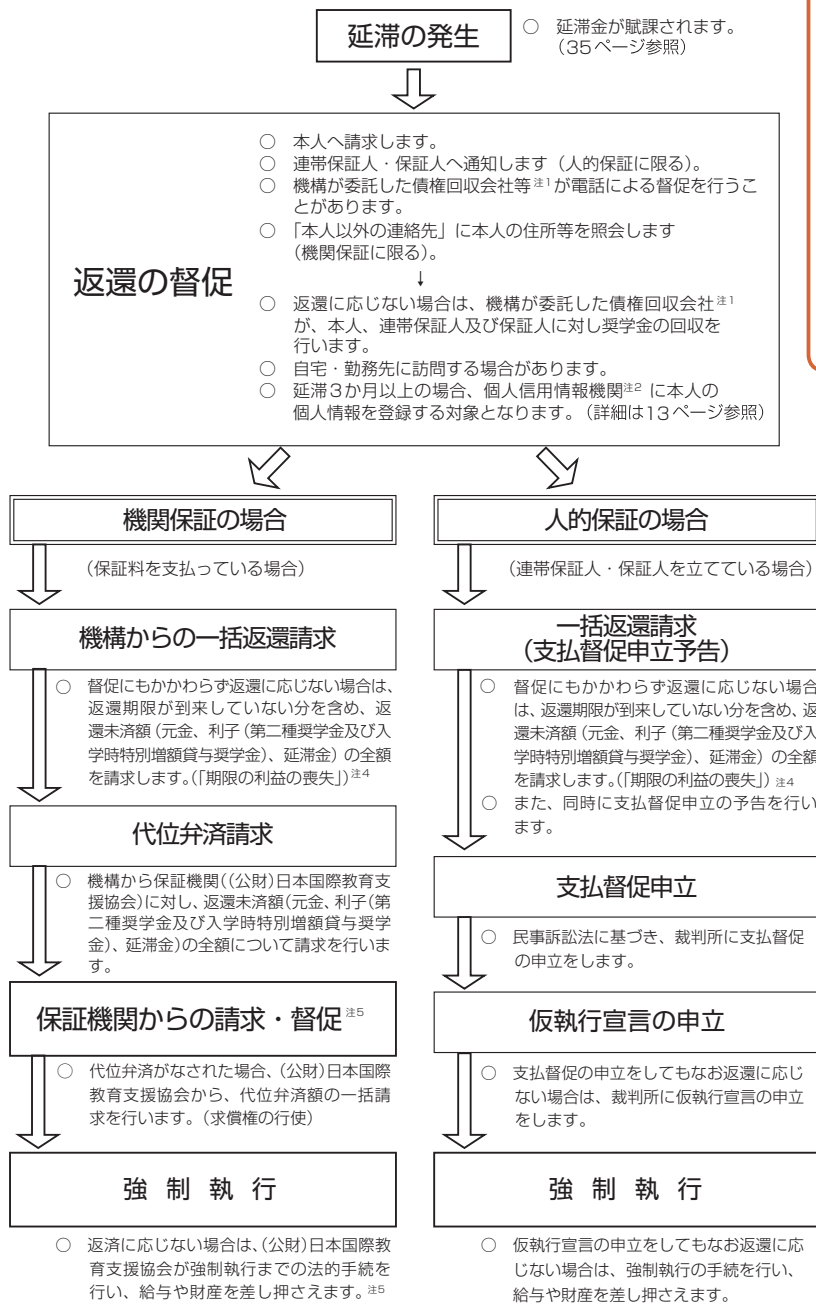 延滞の発生
○ 延滞金が賦課されます。
(35ページ参照)
返還の督促
○ 本人へ請求します。
○ 連帯保証人・保証人へ通知します(人的保証に限る)。
○ 機構が委託した債権回収会社等注1が電話による督促を行うこ
とがあります。
○ 「本人以外の連絡先」に本人の住所等を照会します
(機関保証に限る)。
↓
○ 返還に応じない場合は、機構が委託した債権回収会社注1
が、本人、連帯保証人及び保証人に対し奨学金の回収を
行います。
○ 自宅・勤務先に訪問する場合があります。
○ 延滞3か月以上の場合、個人信用情報機関注2 に本人の
個人情報を登録する対象となります。(詳細は13ページ参照)
機関保証の場合
(保証料を支払っている場合)
機構からの一括返還請求
○ 督促にもかかわらず返還に応じない場合は、
返還期限が到来していない分を含め、返
還未済額(元金、利子(第二種奨学金及び入
学時特別増額貸与奨学金)、延滞金)の全額
を請求します。(「期限の利益の喪失」)注4
代位弁済請求
○ 機構から保証機関((公財)日本国際教育支
援協会)に対し、返還未済額(元金、利子(第
二種奨学金及び入学時特別増額貸与奨学
金)、延滞金)の全額について請求を行いま
す。
保証機関からの請求・督促注5
○ 代位弁済がなされた場合、(公財)日本国際
教育支援協会から、代位弁済額の一括請
求を行います。(求償権の行使)
強制執行
○ 返済に応じない場合は、(公財)日本国際教
育支援協会が強制執行までの法的手続を
行い、給与や財産を差し押さえます。注5
人的保証の場合
(連帯保証人・保証人を立てている場合)
一括返還請求
(支払督促申立予告)
○ 督促にもかかわらず返還に応じない場合
は、返還期限が到来していない分を含め、返
還未済額(元金、利子(第二種奨学金及び入
学時特別増額貸与奨学金)、延滞金)の全額
を請求します。(「期限の利益の喪失」)注4
○ また、同時に支払督促申立の予告を行い
ます。
支払督促申立
○ 民事訴訟法に基づき、裁判所に支払督促
の申立をします。
仮執行宣言の申立
○ 支払督促の申立をしてもなお返還に応じ
ない場合は、裁判所に仮執行宣言の申立
をします。
強制執行
○ 仮執行宣言の申立をしてもなお返還に応
じない場合は、強制執行の手続を行い、
給与や財産を差し押さえます。